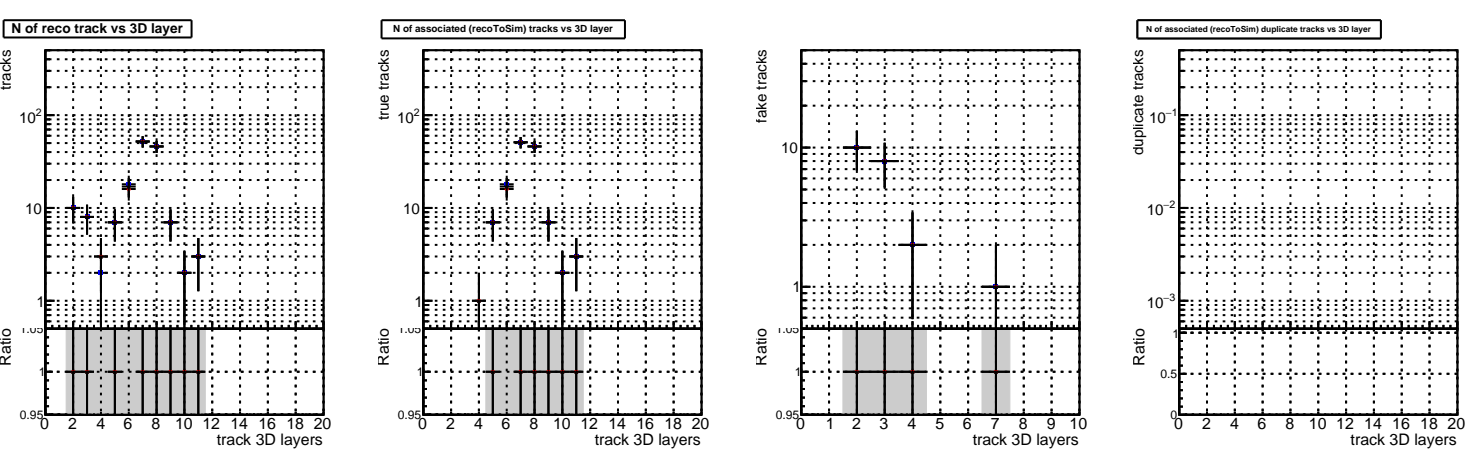 N of reco track vs 3D layer
tracks
10²
10
1
Ratio
1.05
1
0.95
0 2 4 6 8 10 12 14 16 18 20
track 3D layers
N of associated (recoToSim) tracks vs 3D layer
true tracks
10²
10
1
Ratio
1.05
1
0.95
0 2 4 6 8 10 12 14 16 18 20
track 3D layers
fake tracks
10
1
Ratio
1.05
1
0.95
0 1 2 3 4 5 6 7 8 9 10
track 3D layers
N of associated (recoToSim) duplicate tracks vs 3D layer
duplicate tracks
10⁻¹
10⁻²
10⁻³
Ratio
1
0.5
0
0 2 4 6 8 10 12 14 16 18 20
track 3D layers